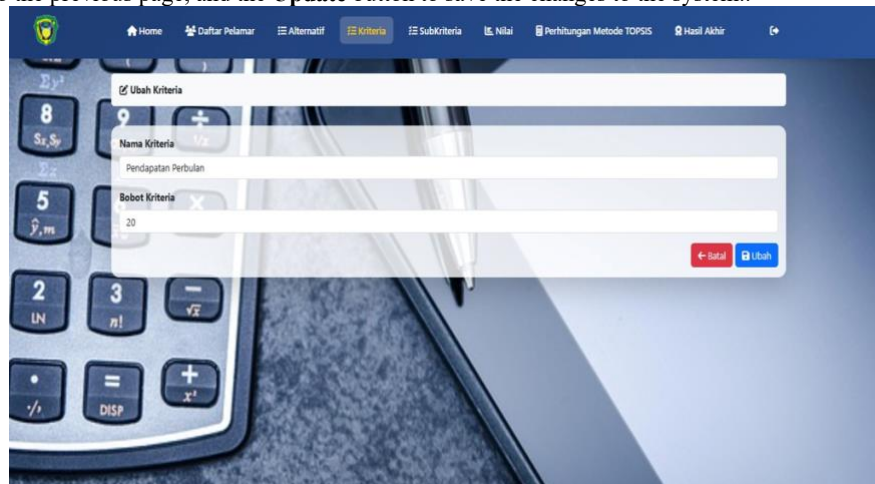 the previous page, and the Update button to save the changes to the system..
Home Daftar Pelamar Alternatif Kriteria SubKriteria Nilai Perhitungan Metode TOPSIS Hasil Akhir
Ubah Kriteria
Nama Kriteria
Pendapatan Perbulan
Bobot Kriteria
20
Batal Ubah
8
Sx,Sy
9
÷
5
ŷ,m
2
LN
3
n!
−
√x
=
DISP
+